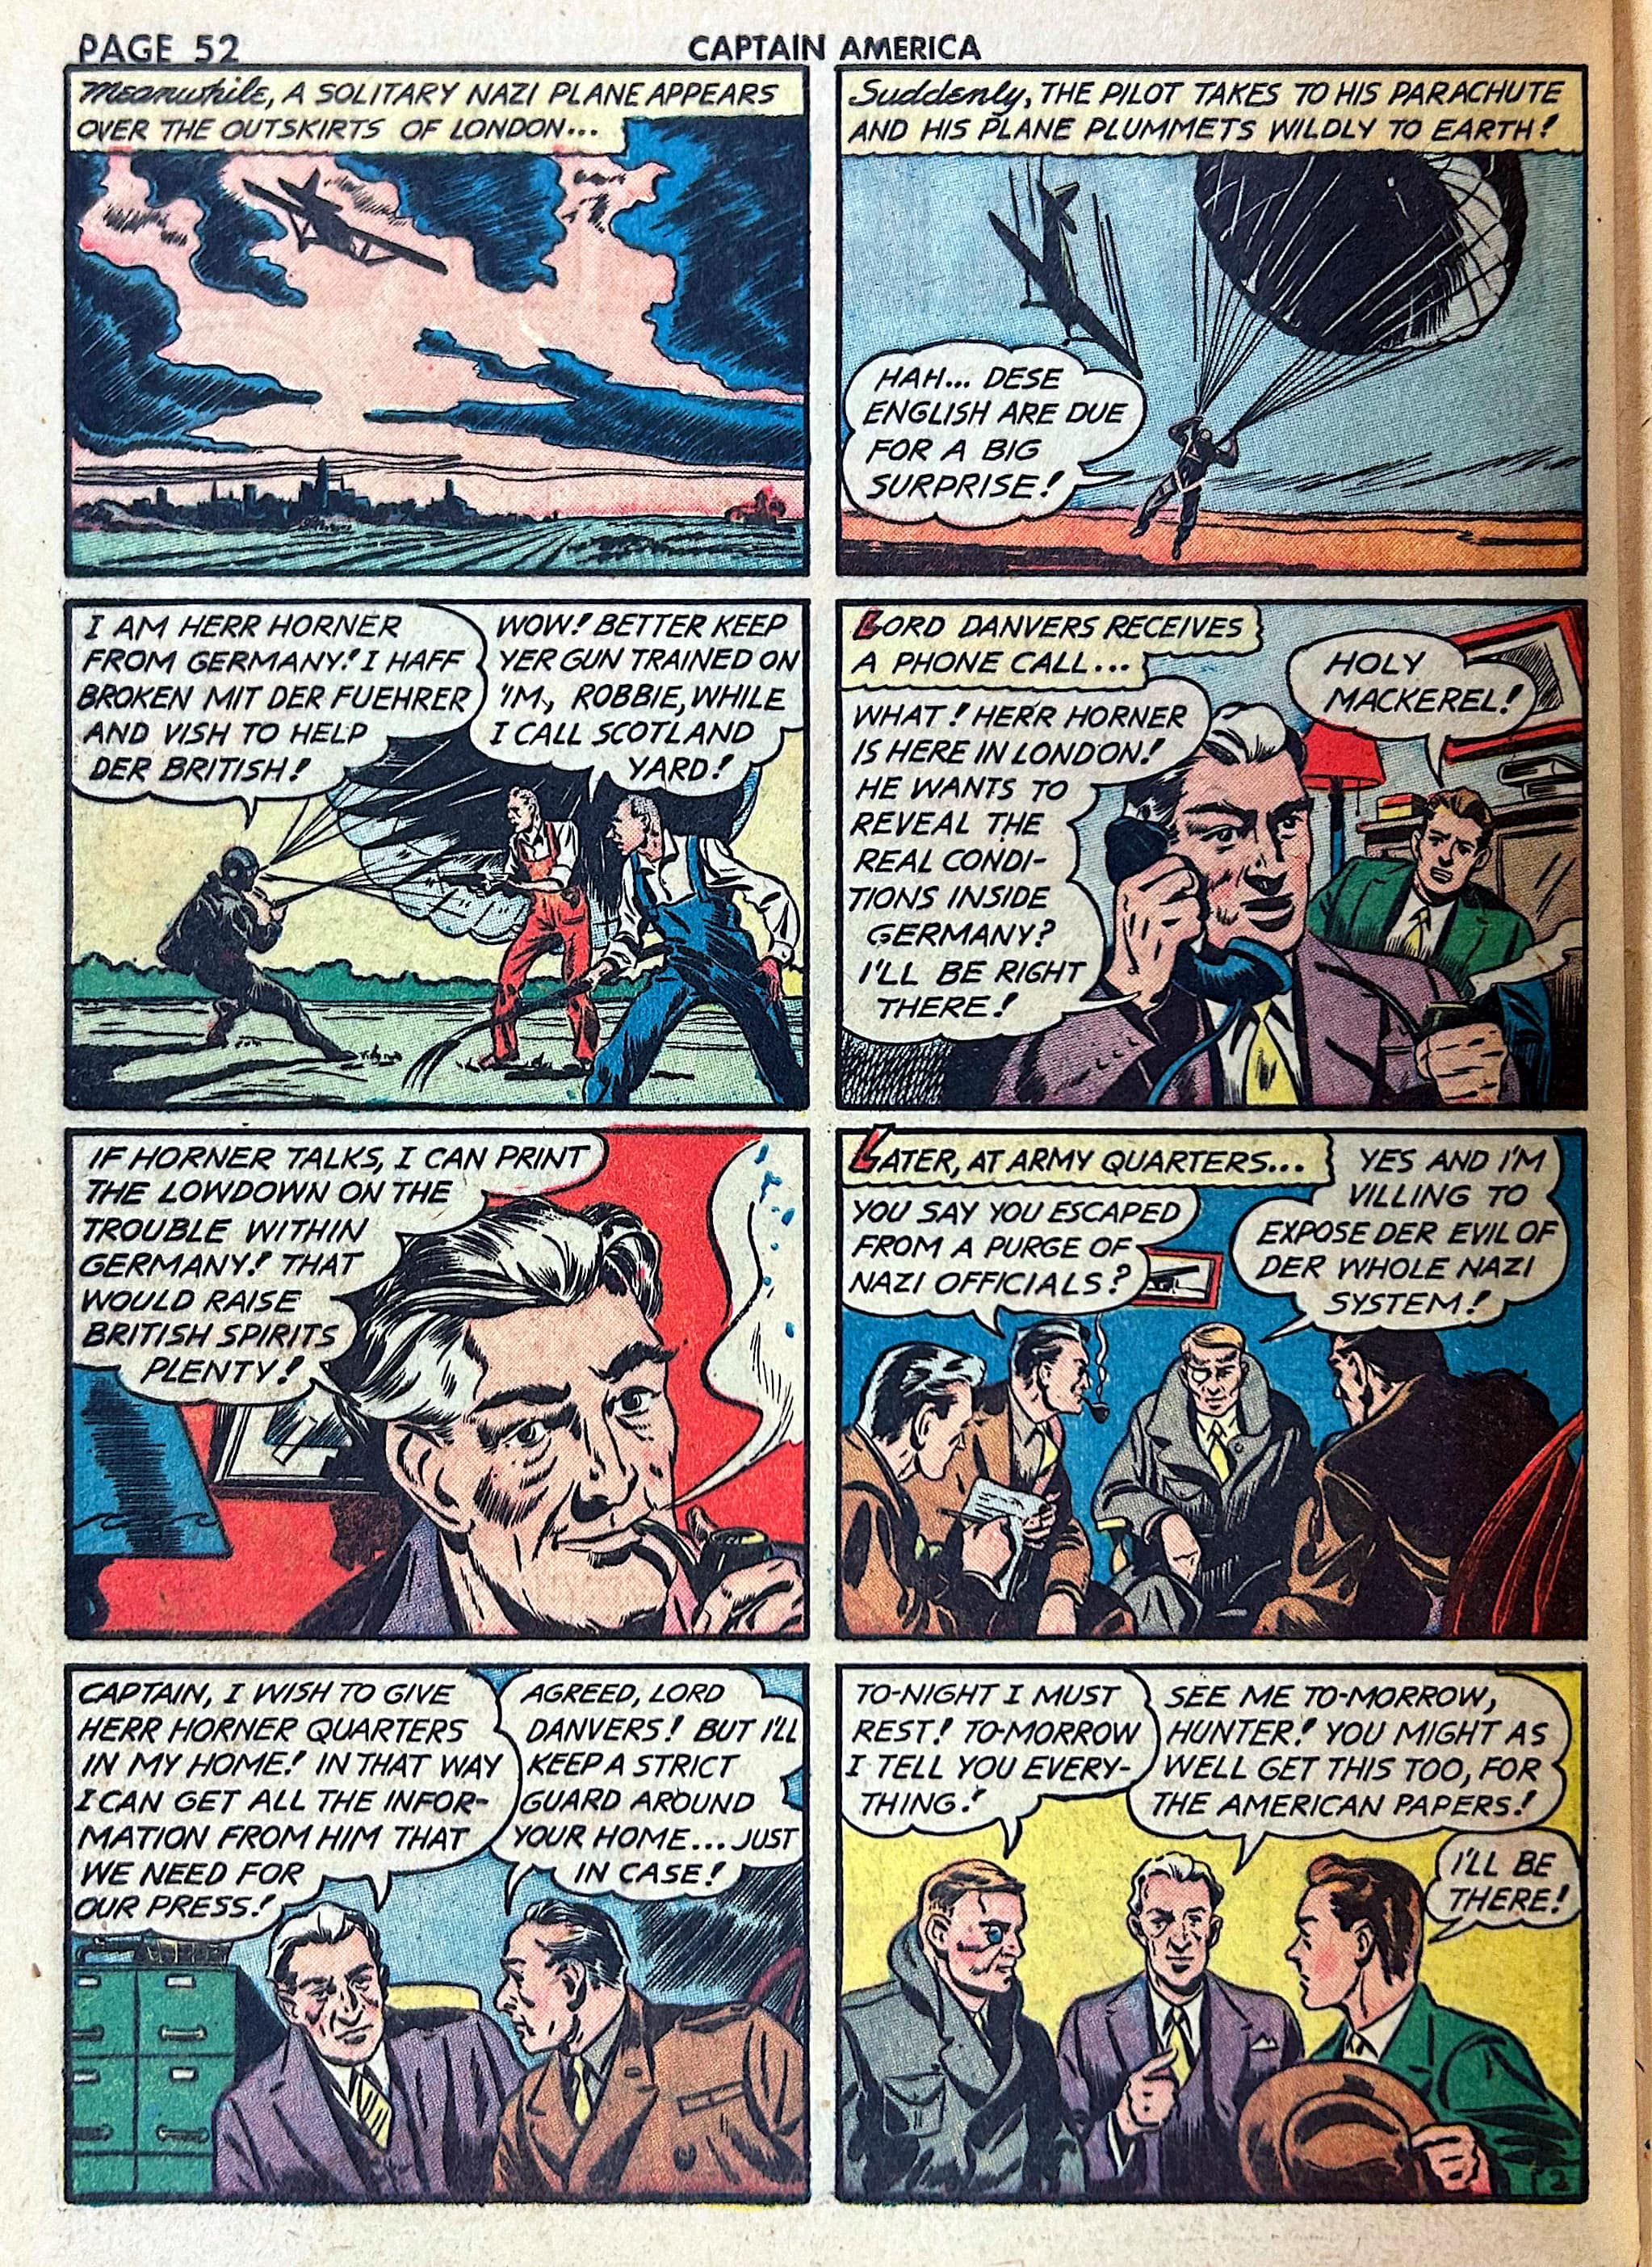 PAGE 52
CAPTAIN AMERICA
Meanwhile, A SOLITARY NAZI PLANE APPEARS
OVER THE OUTSKIRTS OF LONDON...
Suddenly, THE PILOT TAKES TO HIS PARACHUTE
AND HIS PLANE PLUMMETS WILDLY TO EARTH!
HAH... DESE
ENGLISH ARE DUE
FOR A BIG
SURPRISE!
I AM HERR HORNER
FROM GERMANY! I HAFF
BROKEN MIT DER FUEHRER
AND VISH TO HELP
DER BRITISH!
WOW! BETTER KEEP
YER GUN TRAINED ON
'IM, ROBBIE, WHILE
I CALL SCOTLAND
YARD!
LORD DANVERS RECEIVES
A PHONE CALL...
WHAT! HERR HORNER
IS HERE IN LONDON!
HE WANTS TO
REVEAL THE
REAL CONDI-
TIONS INSIDE
GERMANY?
I'LL BE RIGHT
THERE!
HOLY
MACKEREL!
IF HORNER TALKS, I CAN PRINT
THE LOWDOWN ON THE
TROUBLE WITHIN
GERMANY! THAT
WOULD RAISE
BRITISH SPIRITS
PLENTY!
LATER, AT ARMY QUARTERS...
YOU SAY YOU ESCAPED
FROM A PURGE OF
NAZI OFFICIALS?
YES AND I'M
VILLING TO
EXPOSE DER EVIL OF
DER WHOLE NAZI
SYSTEM!
CAPTAIN, I WISH TO GIVE
HERR HORNER QUARTERS
IN MY HOME! IN THAT WAY
I CAN GET ALL THE INFOR-
MATION FROM HIM THAT
WE NEED FOR
OUR PRESS!
AGREED, LORD
DANVERS! BUT I'LL
KEEP A STRICT
GUARD AROUND
YOUR HOME... JUST
IN CASE!
TO-NIGHT I MUST
REST! TO-MORROW
I TELL YOU EVERY-
THING!
SEE ME TO-MORROW,
HUNTER! YOU MIGHT AS
WELL GET THIS TOO, FOR
THE AMERICAN PAPERS!
I'LL BE
THERE!
2